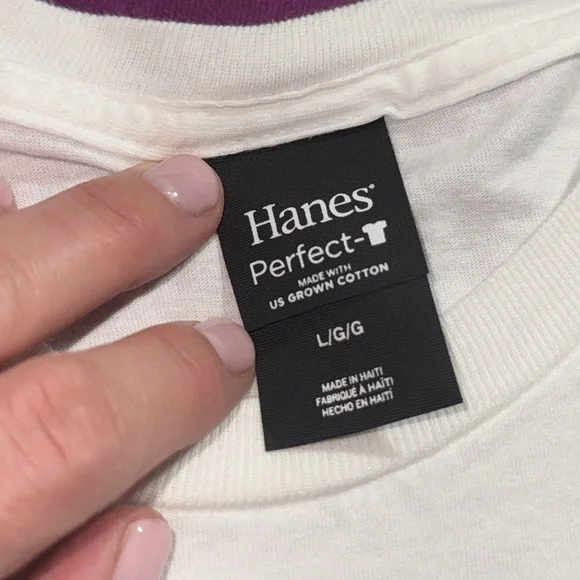 Hanes®
Perfect-
MADE WITH
US GROWN COTTON
L/G/G
MADE IN HAITI
FABRIQUÉ À HAÏTI
HECHO EN HAITÍ